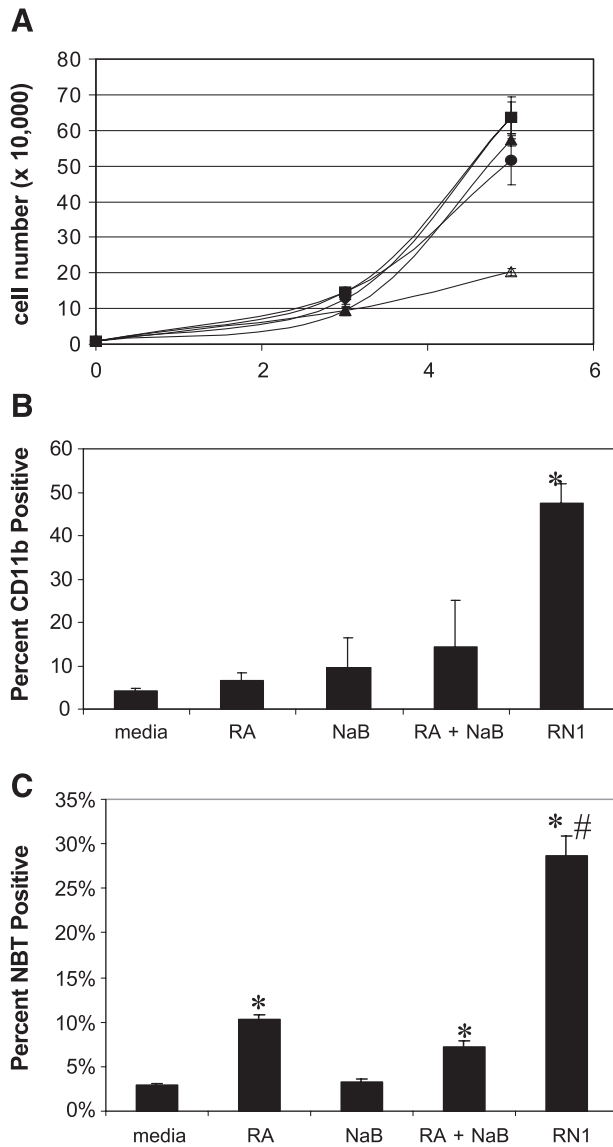 A
cell number (x 10,000)
80
70
60
50
40
30
20
10
0
0 2 4 6
B
Percent CD11b Positive
60
50
40
30
20
10
0
*
media RA NaB RA + NaB RN1
C
Percent NBT Positive
35%
30%
25%
20%
15%
10%
5%
0%
* * * #
media RA NaB RA + NaB RN1